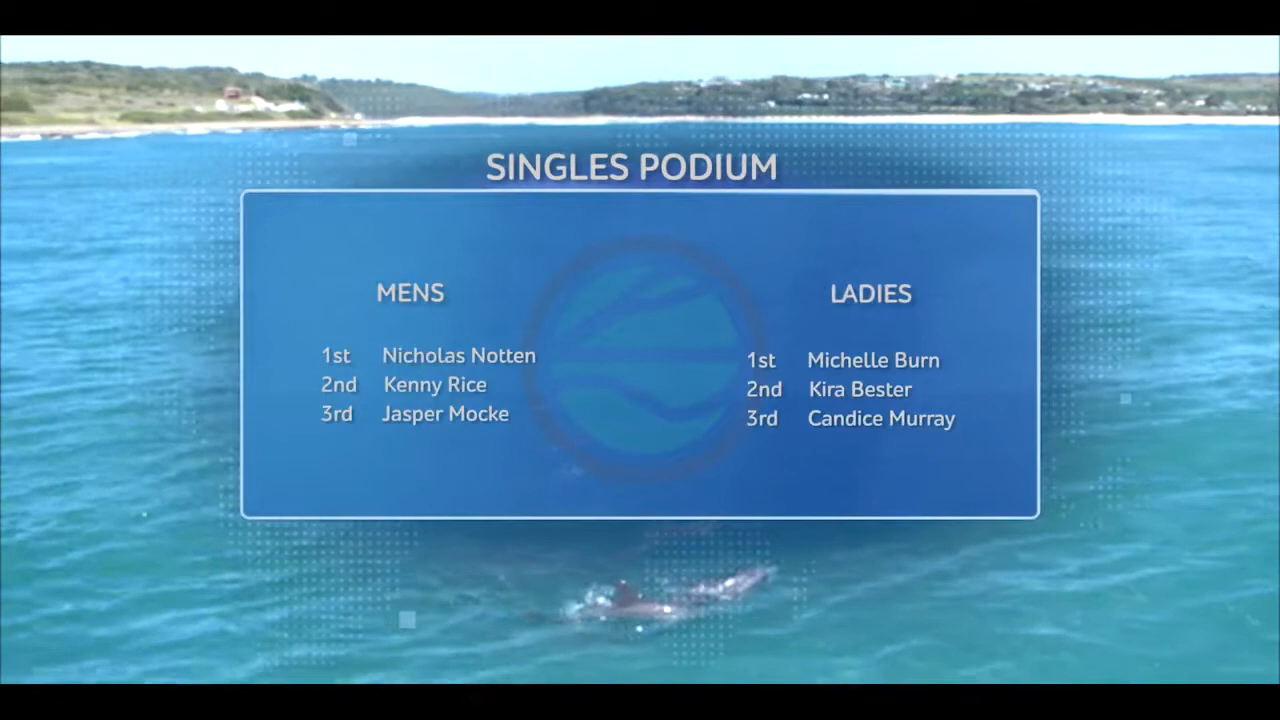 SINGLES PODIUM
MENS
1st Nicholas Notten
2nd Kenny Rice
3rd Jasper Mocke
LADIES
1st Michelle Burn
2nd Kira Bester
3rd Candice Murray